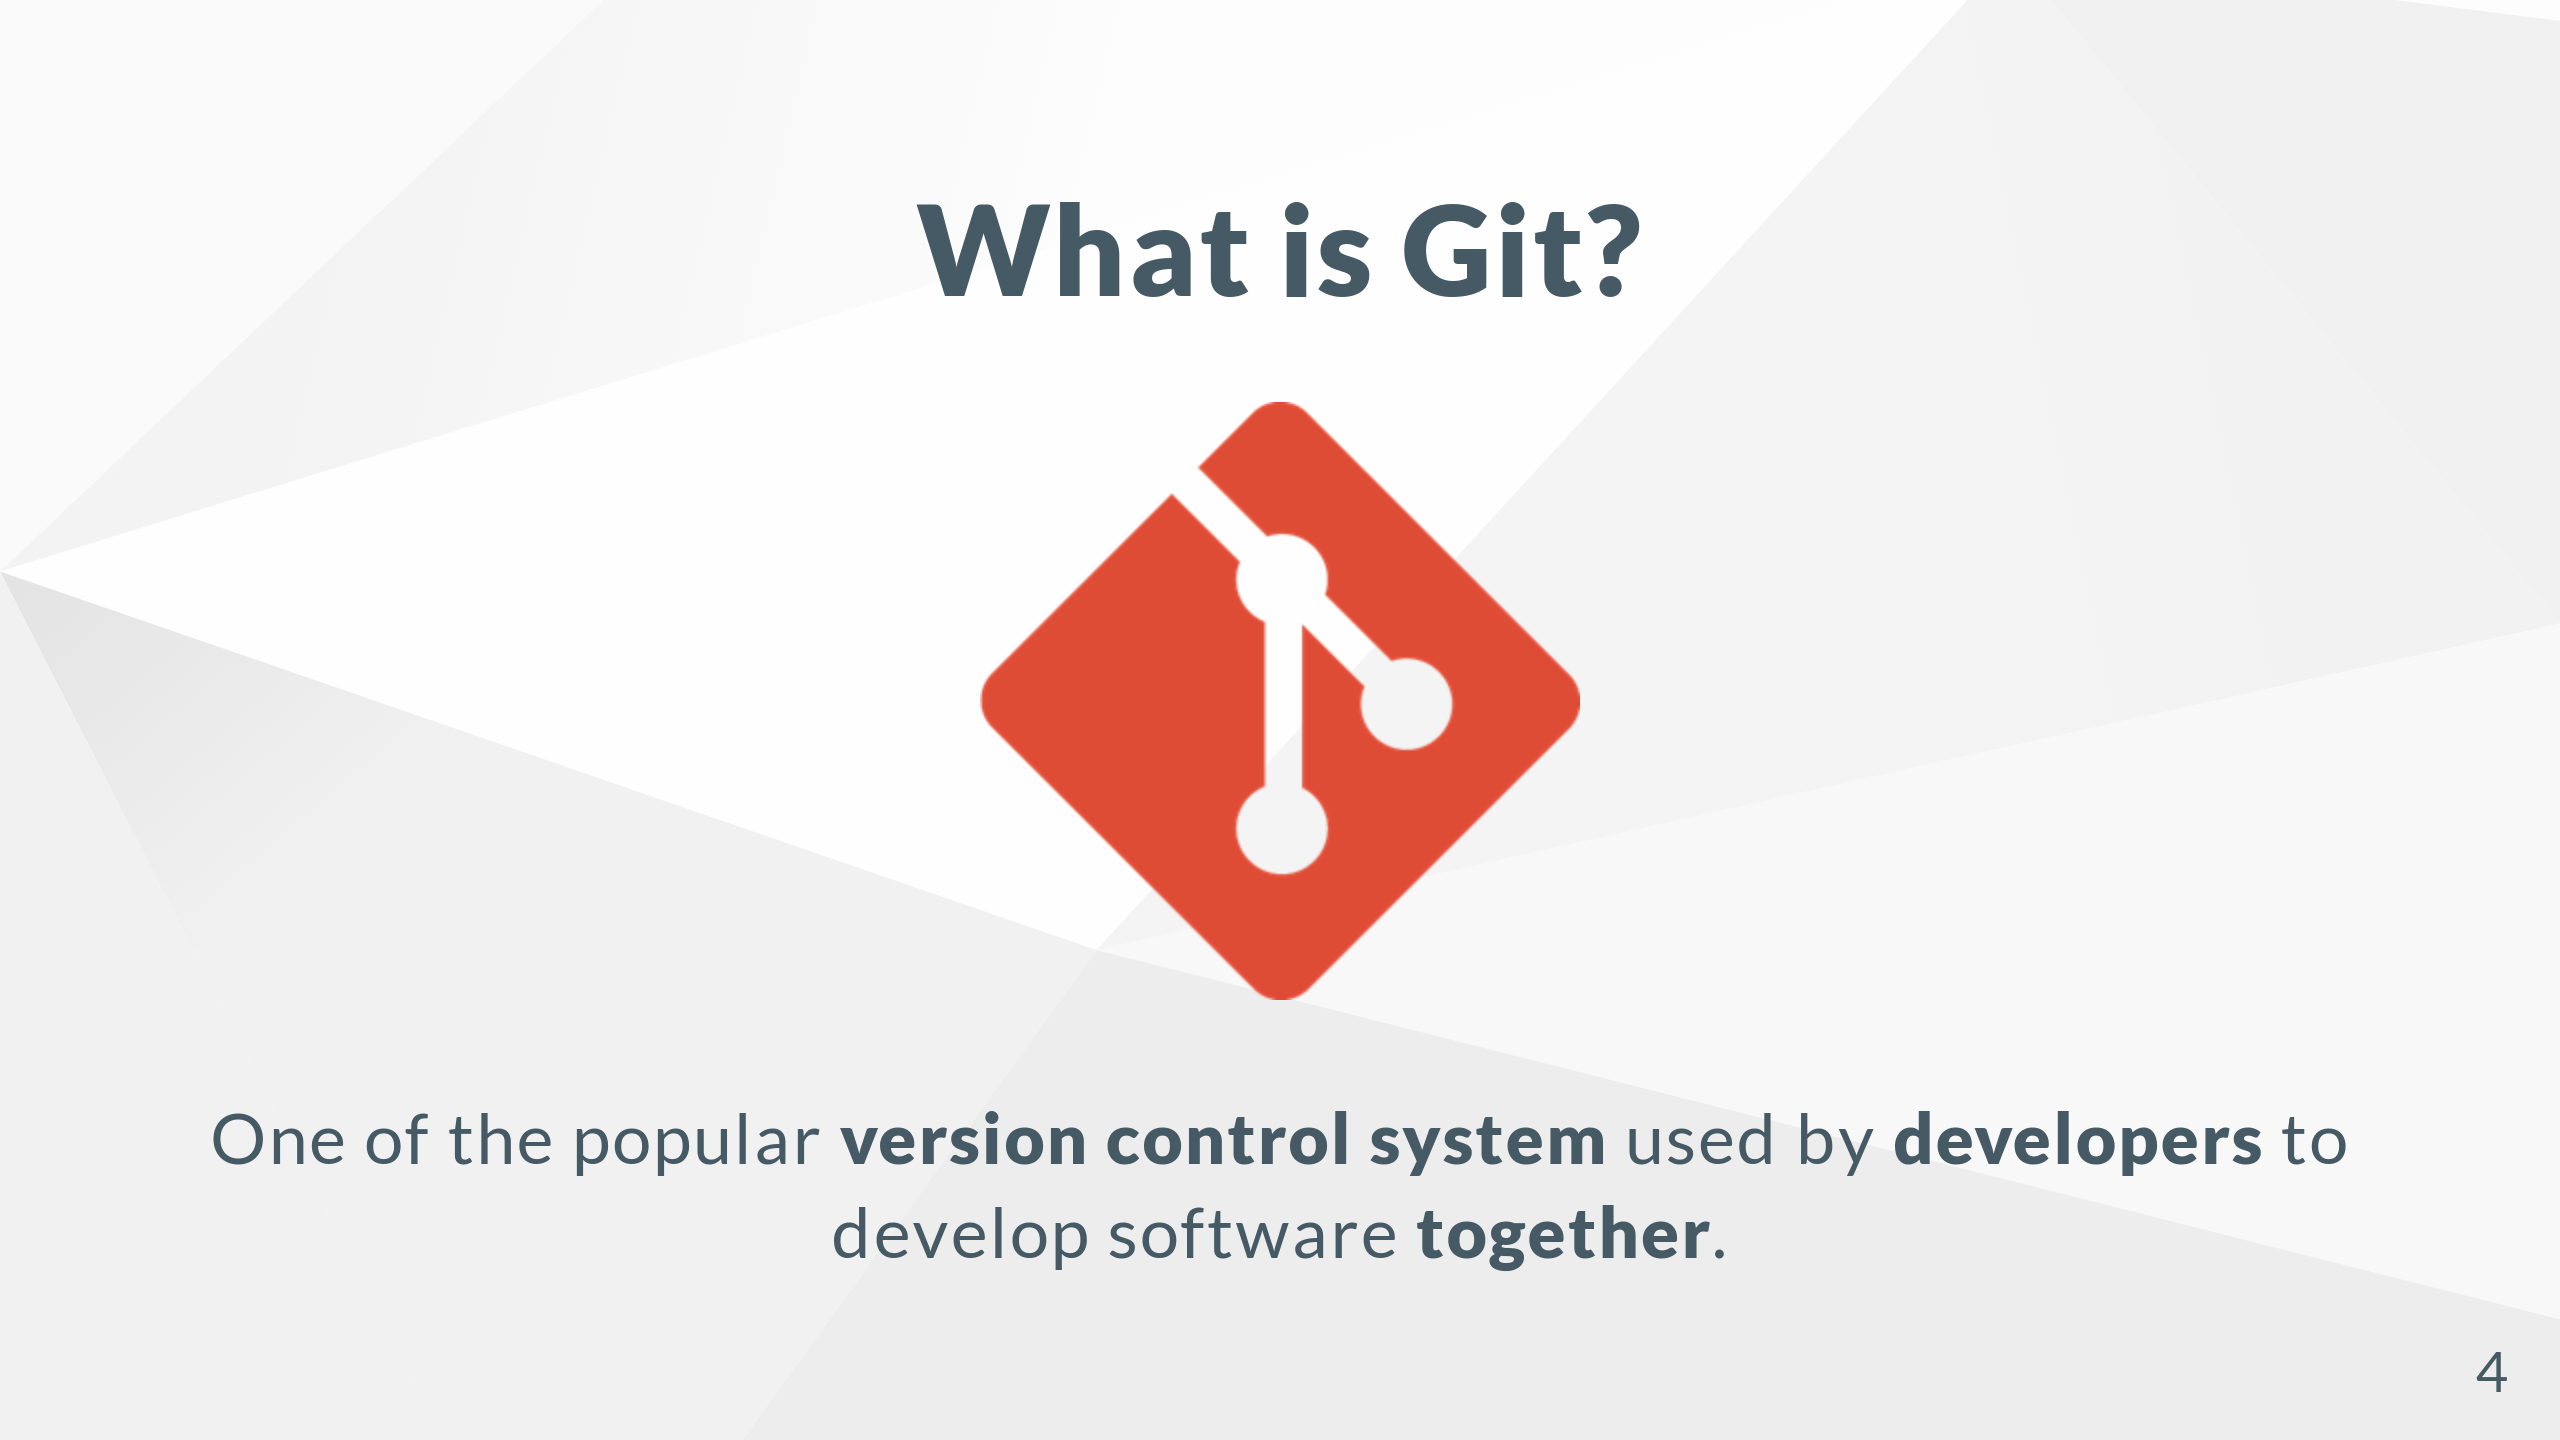 What is Git?
One of the popular version control system used by developers to
develop software together.
4